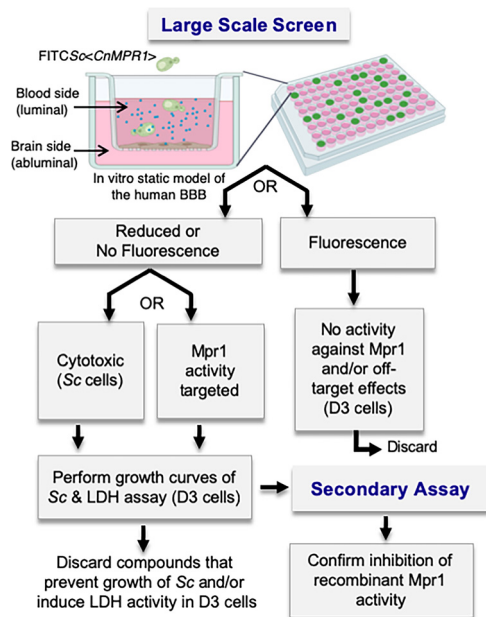 Large Scale Screen
FITCSc<CnMPR1>
Blood side
(luminal)
Brain side
(abluminal)
In vitro static model of
the human BBB
OR
Reduced or
No Fluorescence
Fluorescence
OR
Cytotoxic
(Sc cells)
Mpr1
activity
targeted
No activity
against Mpr1
and/or off-
target effects
(D3 cells)
Discard
Perform growth curves of
Sc & LDH assay (D3 cells)
Secondary Assay
Discard compounds that
prevent growth of Sc and/or
induce LDH activity in D3 cells
Confirm inhibition of
recombinant Mpr1
activity